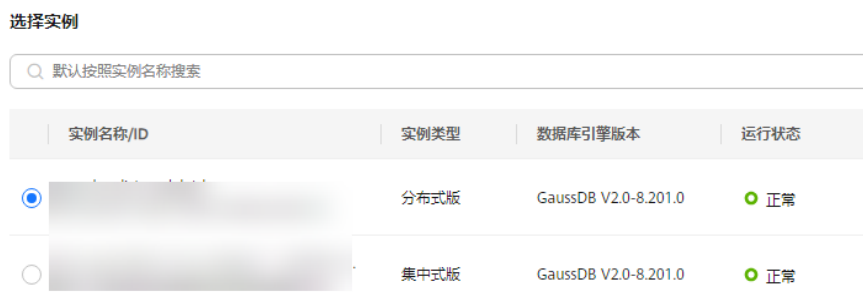 选择实例
默认按照实例名称搜索
实例名称/ID 实例类型 数据库引擎版本 运行状态
分布式版 GaussDB V2.0-8.201.0 正常
集中式版 GaussDB V2.0-8.201.0 正常